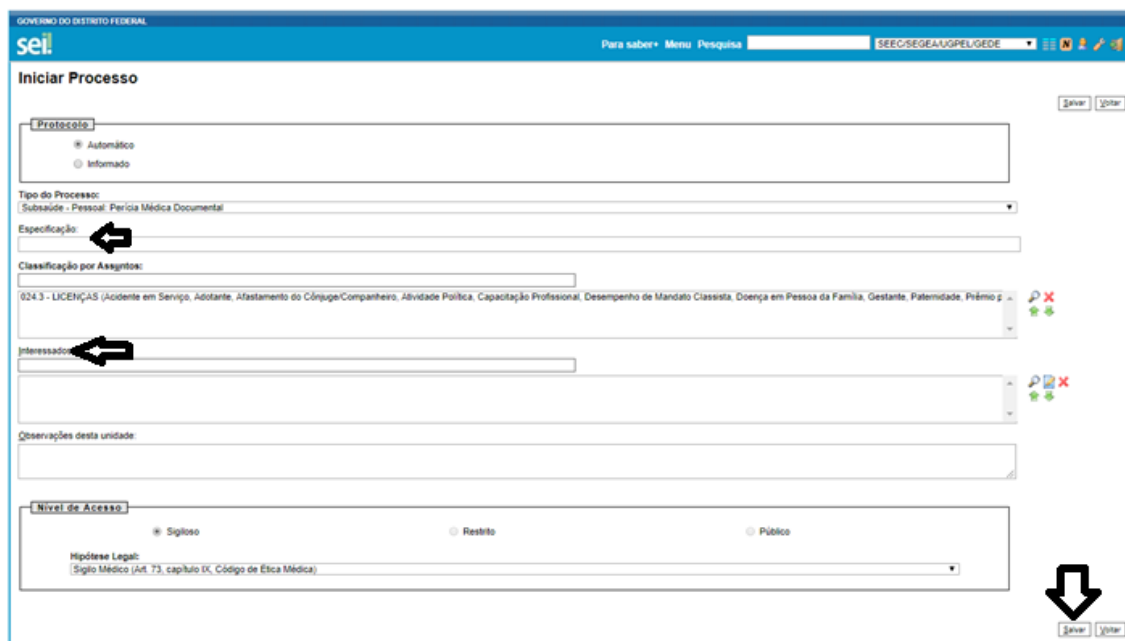 GOVERNO DO DISTRITO FEDERAL
sei!
Para saber+ Menu Pesquisa SEEC/SEGEA/UGPEL/GEDE
Iniciar Processo
Salvar Voltar
Protocolo
Automático
Informado
Tipo do Processo:
Subsaúde - Pessoal: Perícia Médica Documental
Especificação:
Classificação por Assuntos:
024.3 - LICENÇAS (Acidente em Serviço, Adotante, Afastamento do Cônjuge/Companheiro, Atividade Política, Capacitação Profissional, Desempenho de Mandato Classista, Doença em Pessoa da Família, Gestante, Paternidade, Prêmio p
Interessados
Observações desta unidade:
Nível de Acesso
Sigiloso Restrito Público
Hipótese Legal:
Sigilo Médico (Art. 73, capítulo IX, Código de Ética Médica)
Salvar Voltar